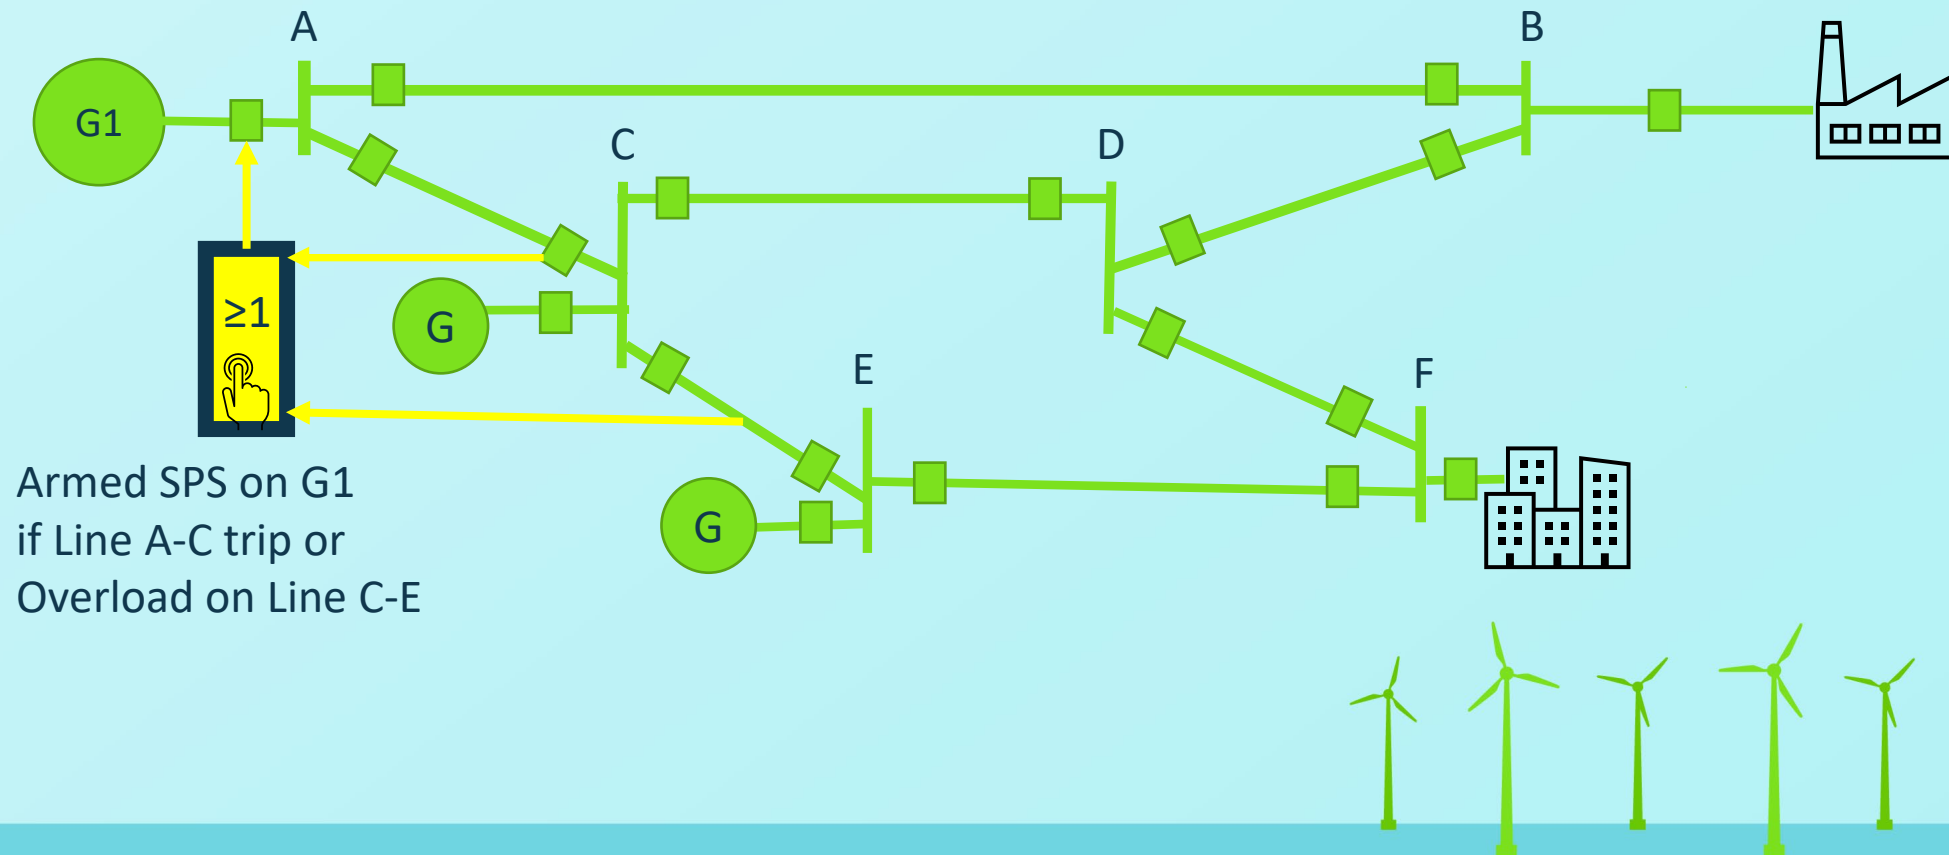 A
B
G1
C
D
≥1
G
E
F
G
Armed SPS on G1
if Line A-C trip or
Overload on Line C-E